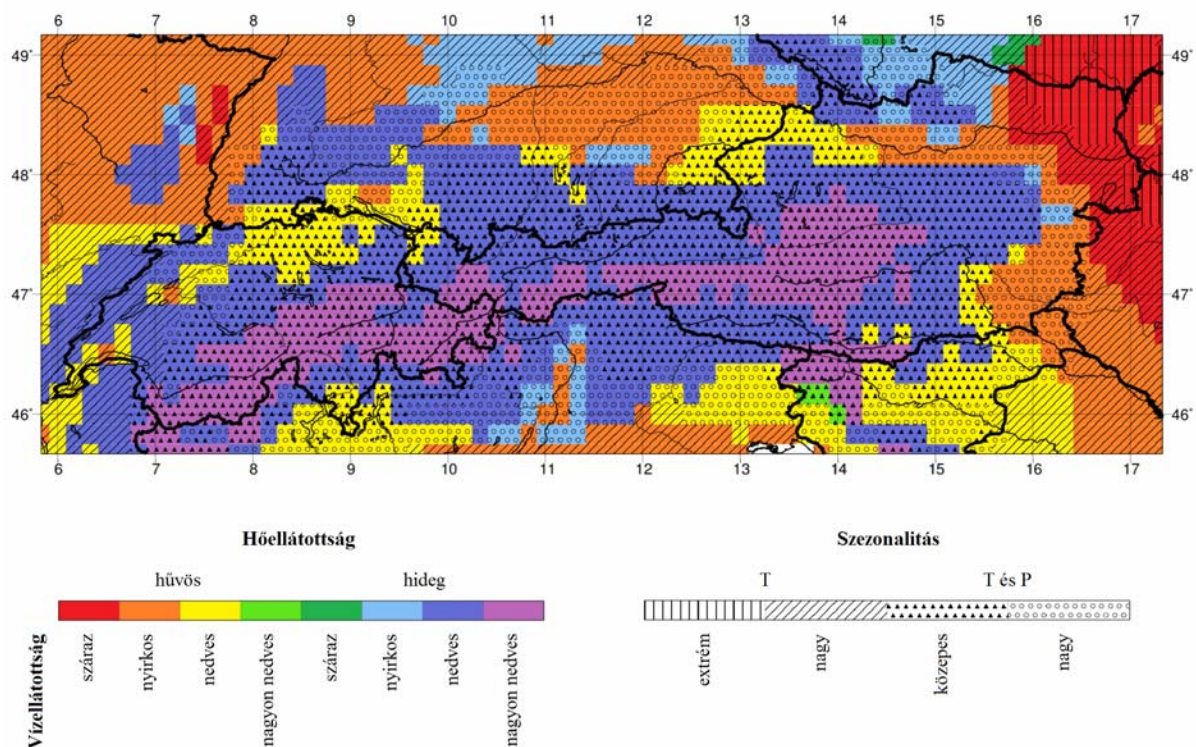 6 7 8 9 10 11 12 13 14 15 16 17
49° 49°
48° 48°
47° 47°
46° 46°
6 7 8 9 10 11 12 13 14 15 16 17
Hőellátottság Szezonalitás
hűvös hideg T T és P
Vízellátottság
száraz
nyirkos
nedves
nagyon nedves
száraz
nyirkos
nedves
nagyon nedves
extrém
nagy
közepes
nagy